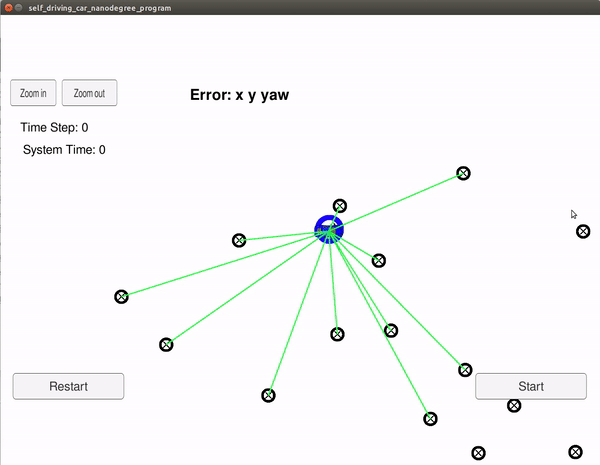 self_driving_car_nanodegree_program
Zoom in
Zoom out
Error: x y yaw
Time Step: 0
System Time: 0
Restart
Start